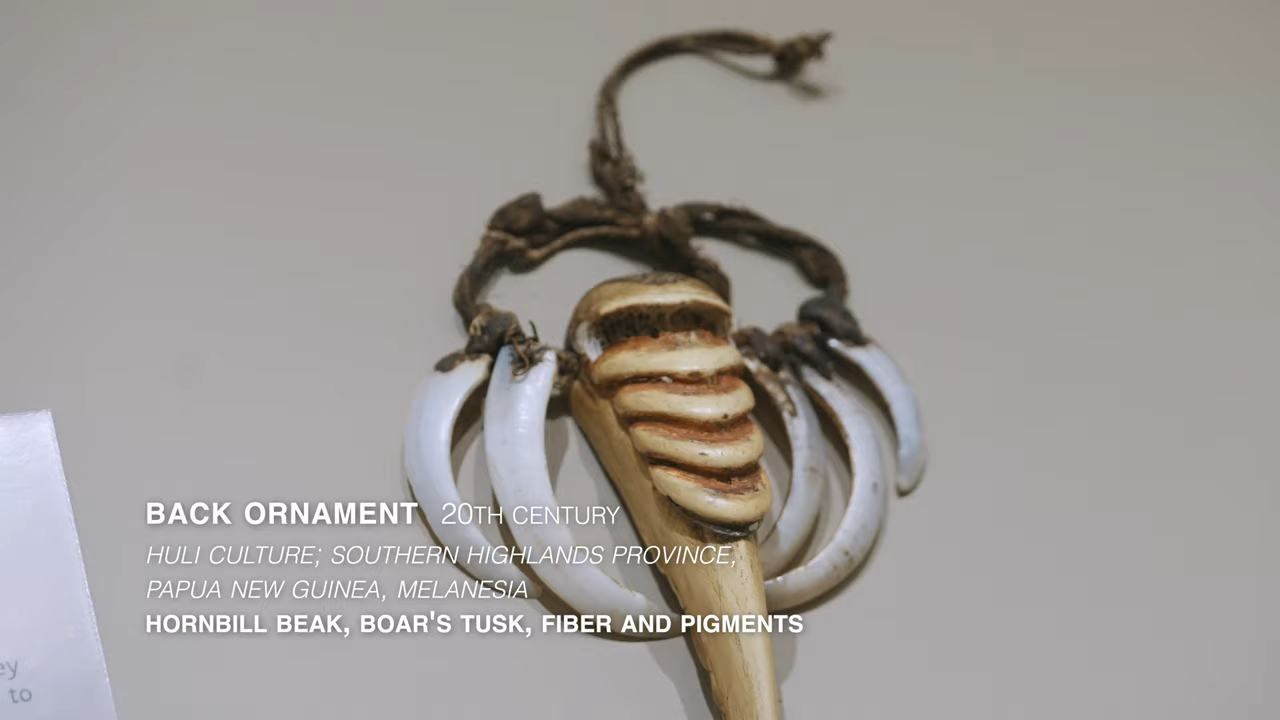 BACK ORNAMENT 20TH CENTURY
HULI CULTURE; SOUTHERN HIGHLANDS PROVINCE,
PAPUA NEW GUINEA, MELANESIA
HORNBILL BEAK, BOAR'S TUSK, FIBER AND PIGMENTS
to